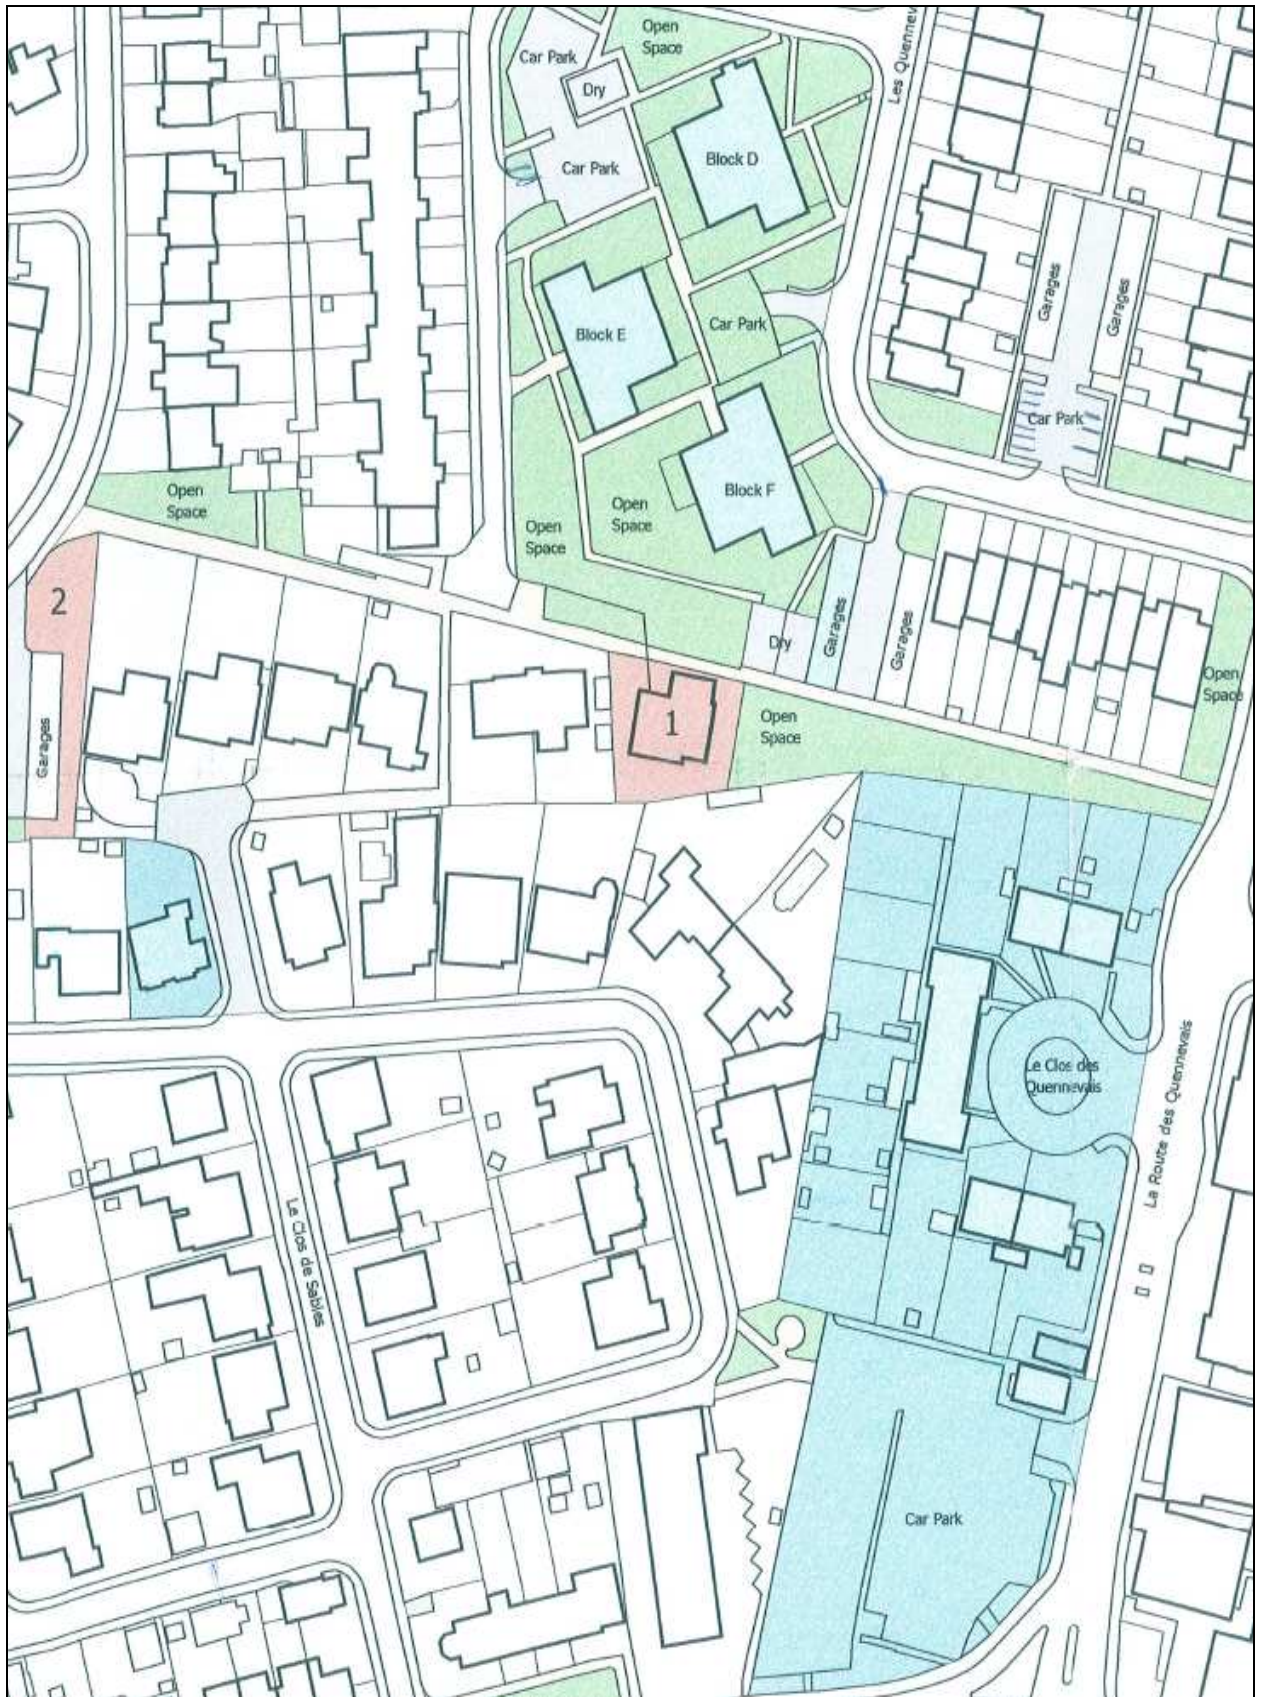 Open
Space
Car Park
Les Quennev
Dry
Block D
Car Park
Garages
Garages
Car Park
Block E
Car Park
Block F
Open
Space
Open
Space
Open
Space
2
Dry
Garages
Garages
Open
Space
1
Open
Space
Garages
Le Clos des
Quennevais
La Route des Quennevais
Le Clos de Sables
Car Park